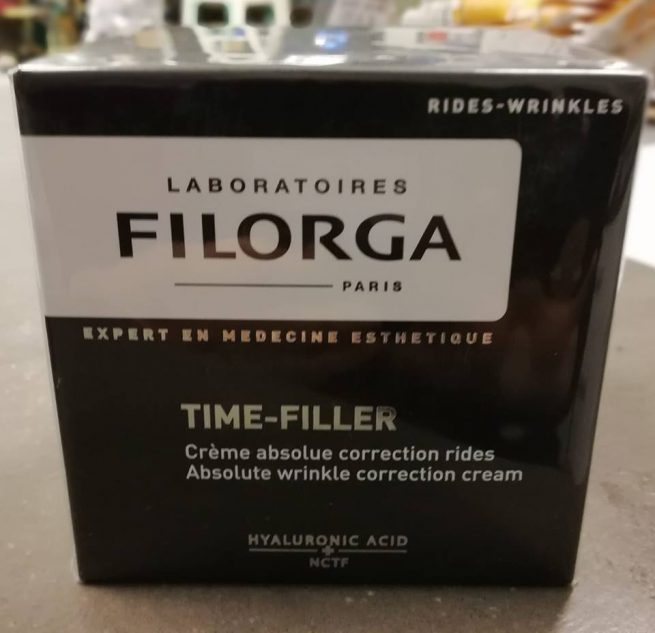 RIDES-WRINKLES
LABORATOIRES
FILORGA
PARIS
EXPERT EN MEDECINE ESTHETIQUE
TIME-FILLER
Crème absolue correction rides
Absolute wrinkle correction cream
HYALURONIC ACID
+
NCTF